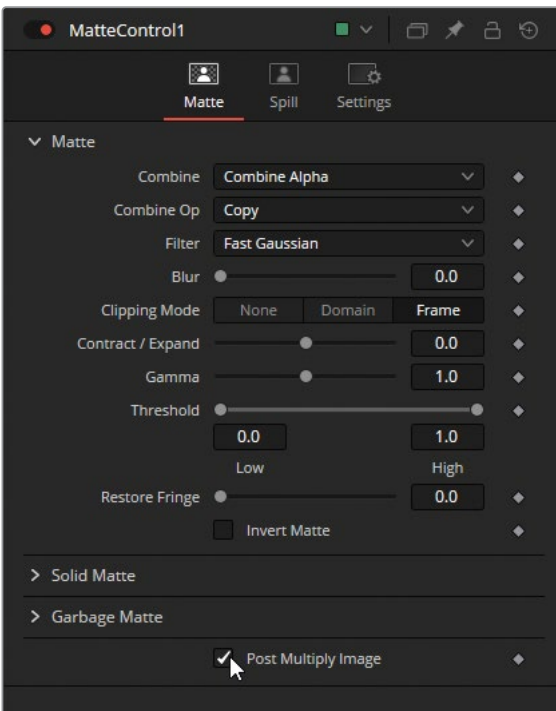 MatteControl1
Matte Spill Settings
Matte
Combine Combine Alpha
Combine Op Copy
Filter Fast Gaussian
Blur 0.0
Clipping Mode None Domain Frame
Contract / Expand 0.0
Gamma 1.0
Threshold
0.0 1.0
Low High
Restore Fringe 0.0
Invert Matte
Solid Matte
Garbage Matte
Post Multiply Image